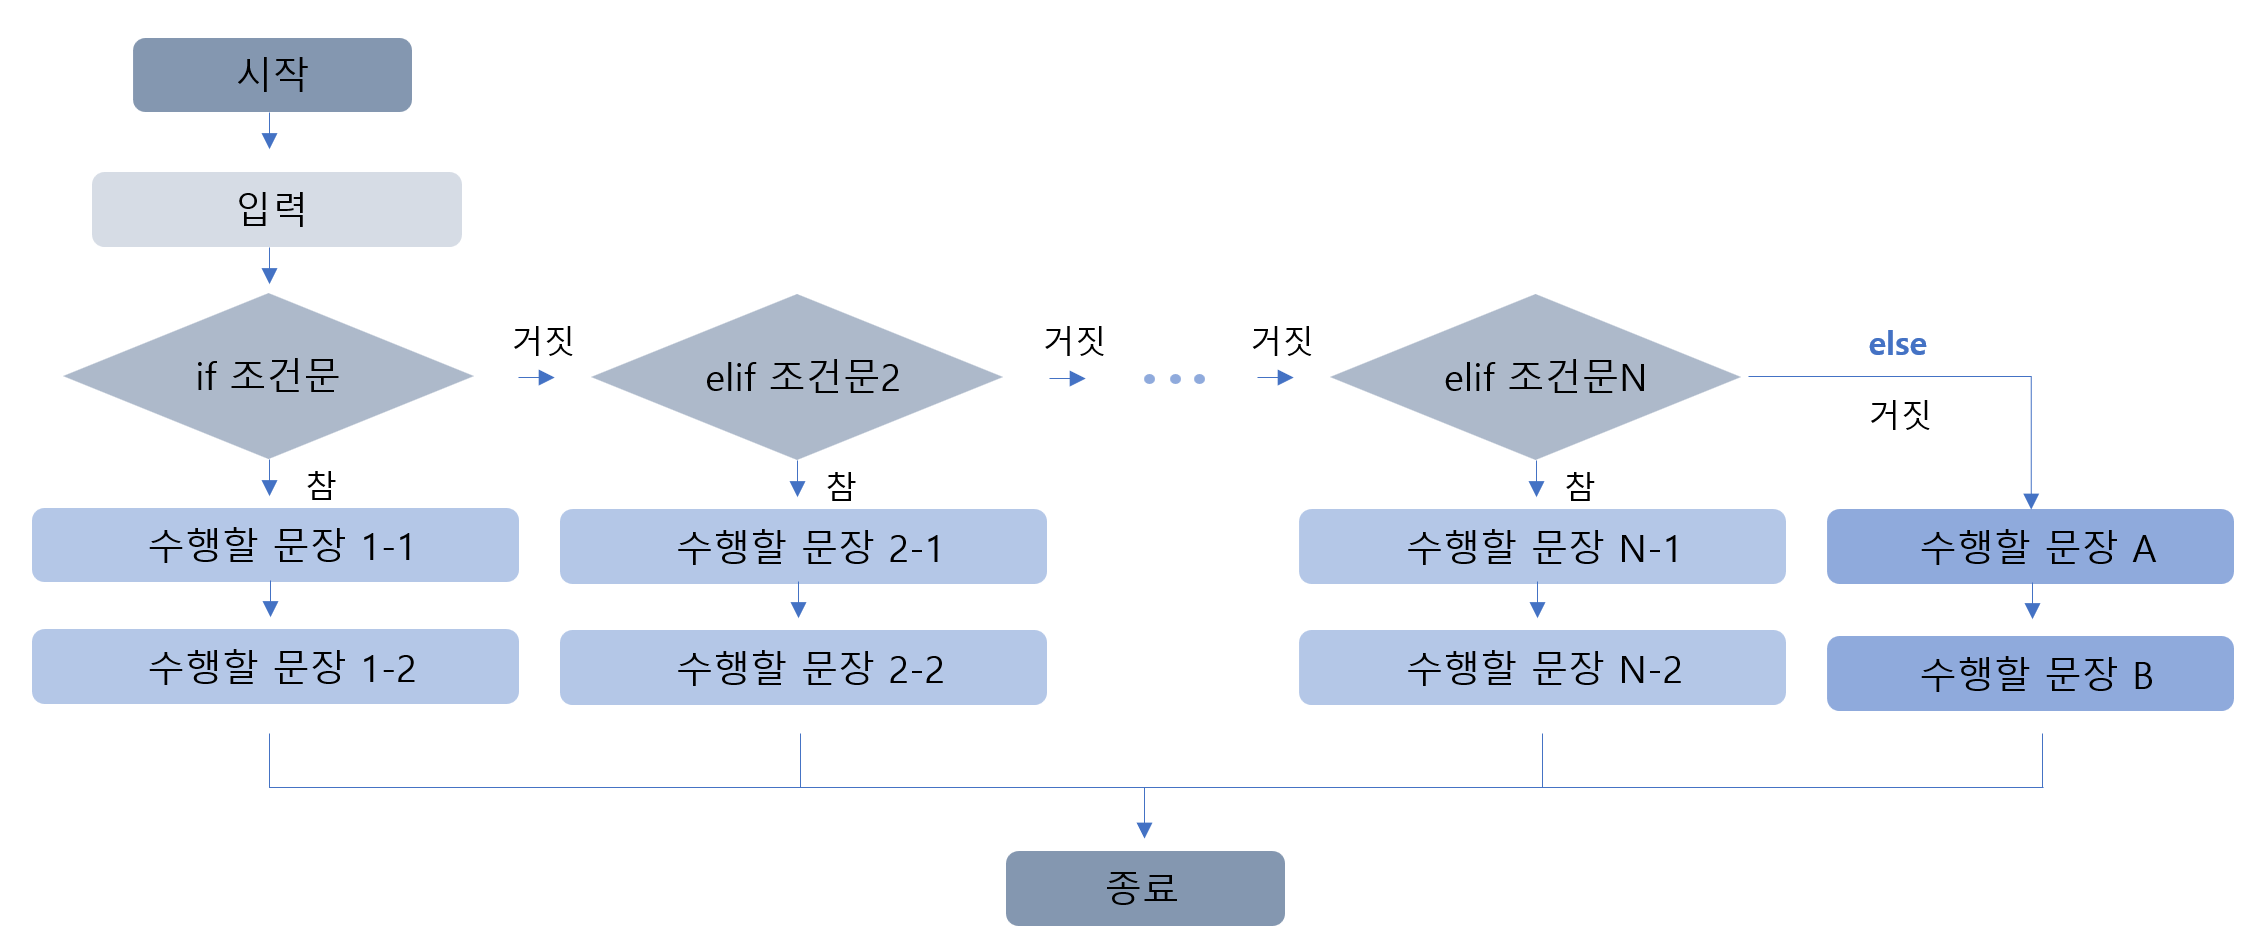 시작
입력
if 조건문
거짓
elif 조건문2
거짓
거짓
elif 조건문N
else
거짓
참
참
참
수행할 문장 1-1
수행할 문장 2-1
수행할 문장 N-1
수행할 문장 A
수행할 문장 1-2
수행할 문장 2-2
수행할 문장 N-2
수행할 문장 B
종료